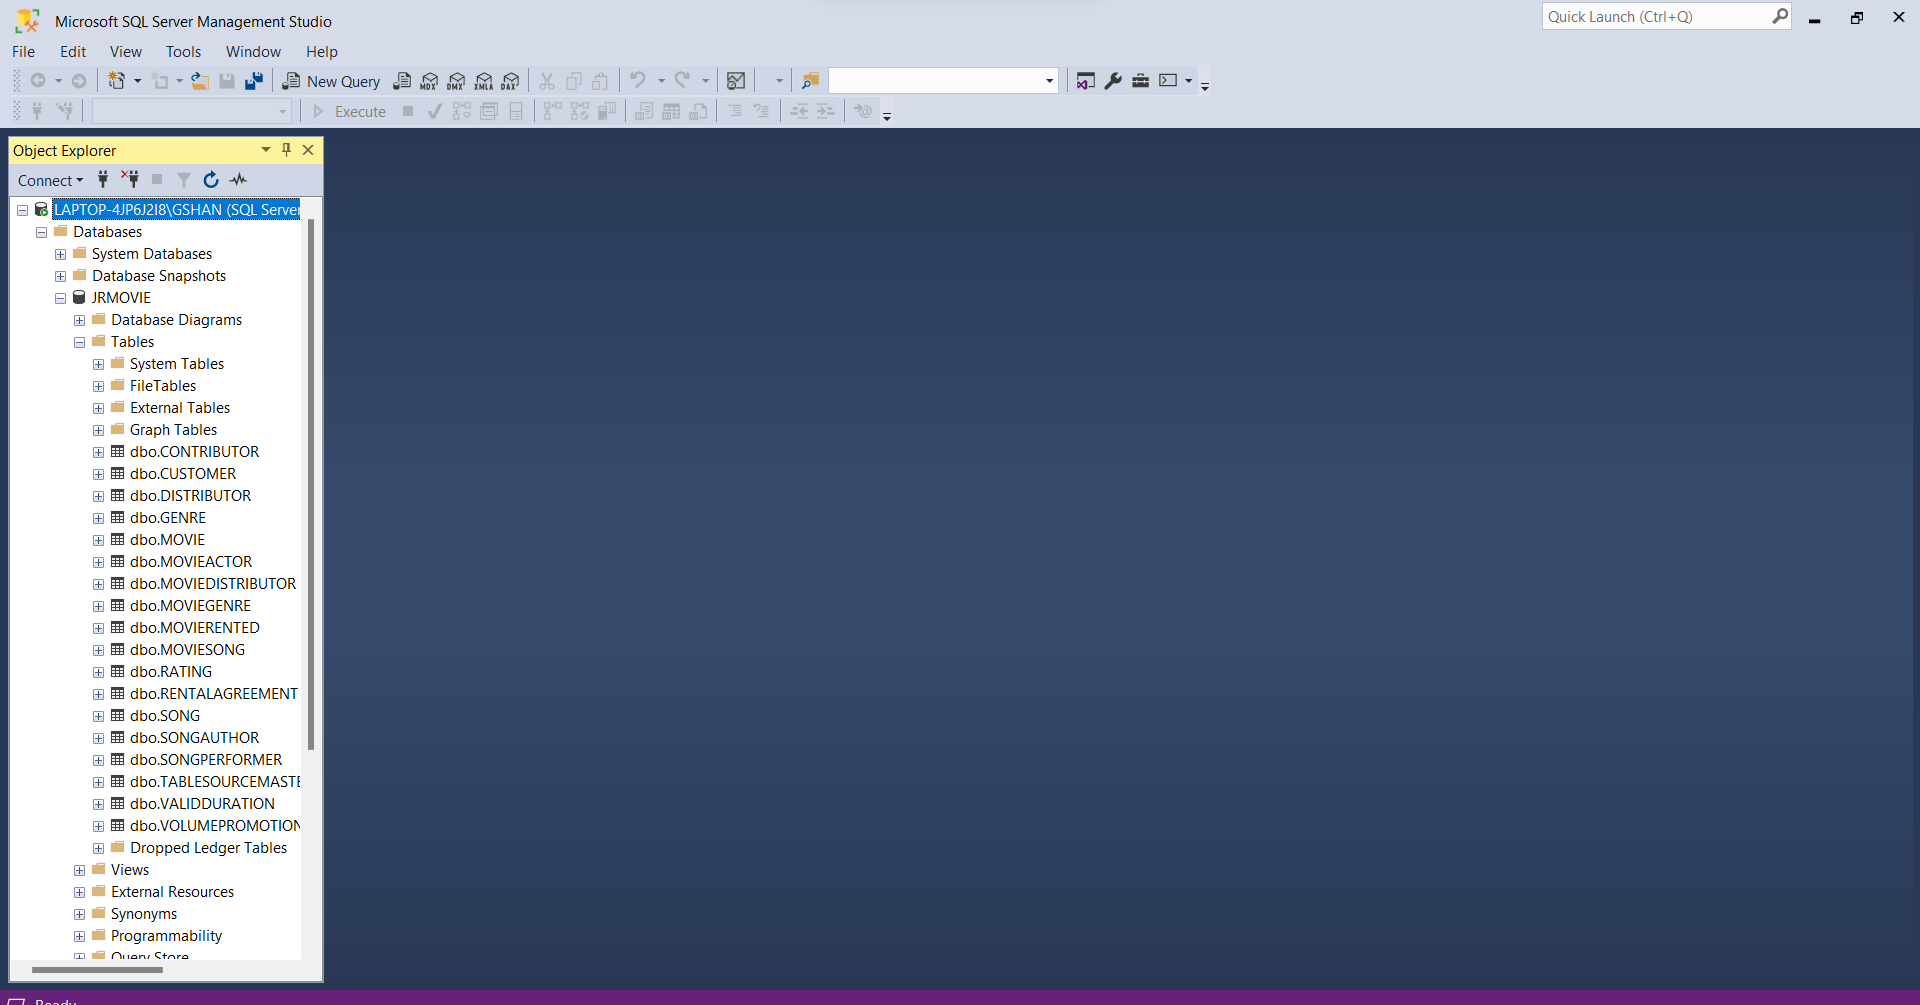 Microsoft SQL Server Management Studio
Quick Launch (Ctrl+Q)
File Edit View Tools Window Help
New Query MDX DMX XMLA DAX
Execute
Object Explorer
Connect
LAPTOP-4JP6J2I8\GSHAN (SQL Server
Databases
System Databases
Database Snapshots
JRMOVIE
Database Diagrams
Tables
System Tables
FileTables
External Tables
Graph Tables
dbo.CONTRIBUTOR
dbo.CUSTOMER
dbo.DISTRIBUTOR
dbo.GENRE
dbo.MOVIE
dbo.MOVIEACTOR
dbo.MOVIEDISTRIBUTOR
dbo.MOVIEGENRE
dbo.MOVIERENTED
dbo.MOVIESONG
dbo.RATING
dbo.RENTALAGREEMENT
dbo.SONG
dbo.SONGAUTHOR
dbo.SONGPERFORMER
dbo.TABLESOURCEMASTE
dbo.VALIDDURATION
dbo.VOLUMEPROMOTION
Dropped Ledger Tables
Views
External Resources
Synonyms
Programmability
Query Store
Ready